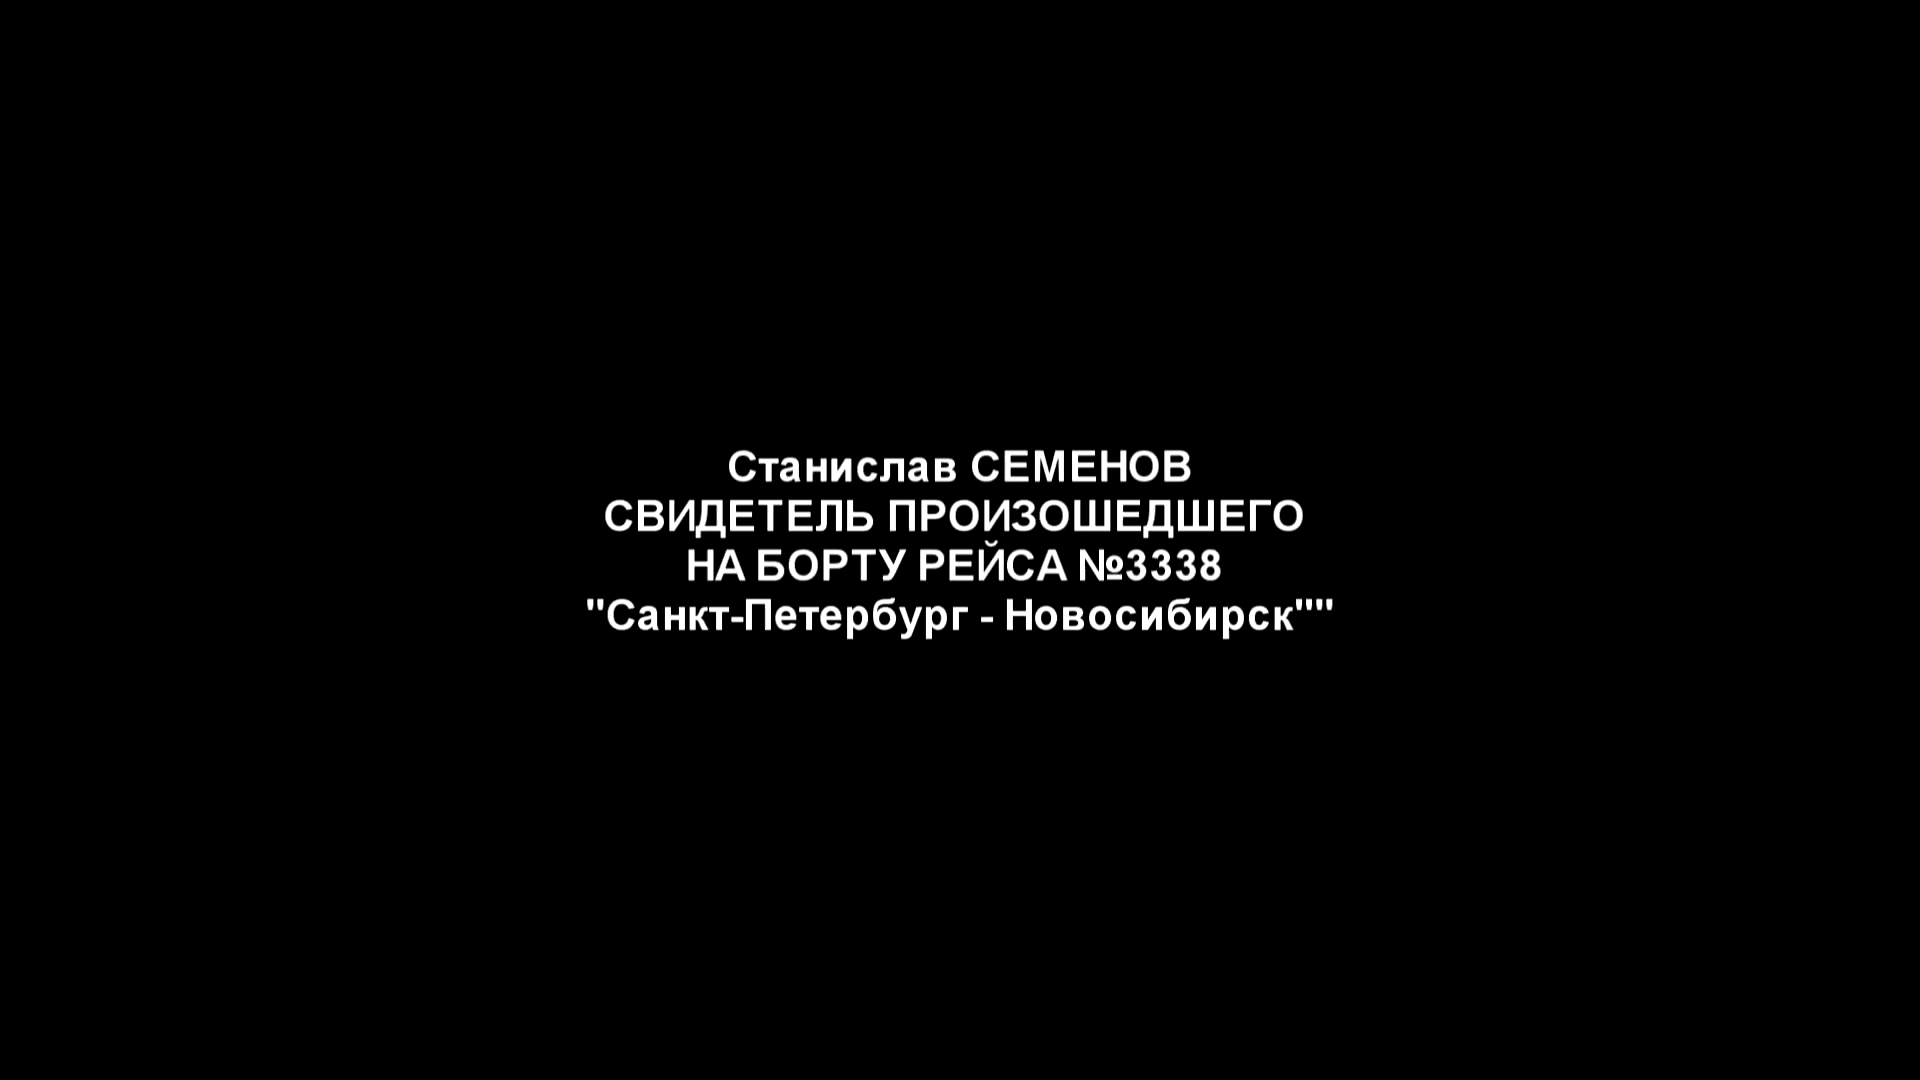 Станислав СЕМЕНОВ
СВИДЕТЕЛЬ ПРОИЗОШЕДШЕГО
НА БОРТУ РЕЙСА №3338
"Санкт-Петербург - Новосибирск""